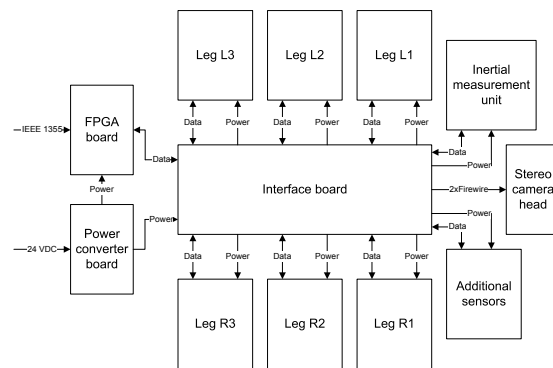 Leg L3
Leg L2
Leg L1
Inertial
measurement
unit
FPGA
board
IEEE 1355
Data
Power
Data
Power
Data
Power
Data
Power
Data
Power
Interface board
2xFirewire
Stereo
camera
head
Power
Power
converter
board
24 VDC
Power
Power
Data
Data
Power
Data
Power
Data
Power
Additional
sensors
Leg R3
Leg R2
Leg R1